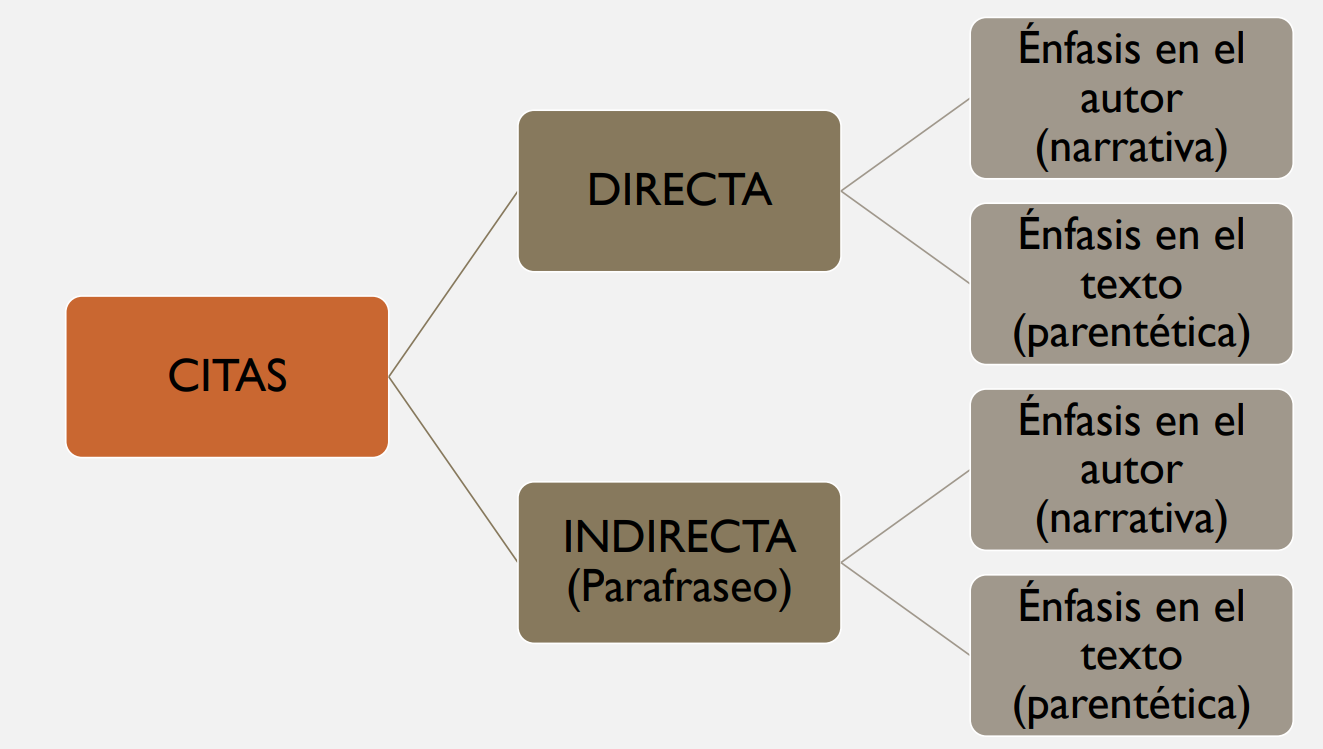 CITAS
DIRECTA
Énfasis en el
autor
(narrativa)
Énfasis en el
texto
(parentética)
INDIRECTA
(Parafraseo)
Énfasis en el
autor
(narrativa)
Énfasis en el
texto
(parentética)